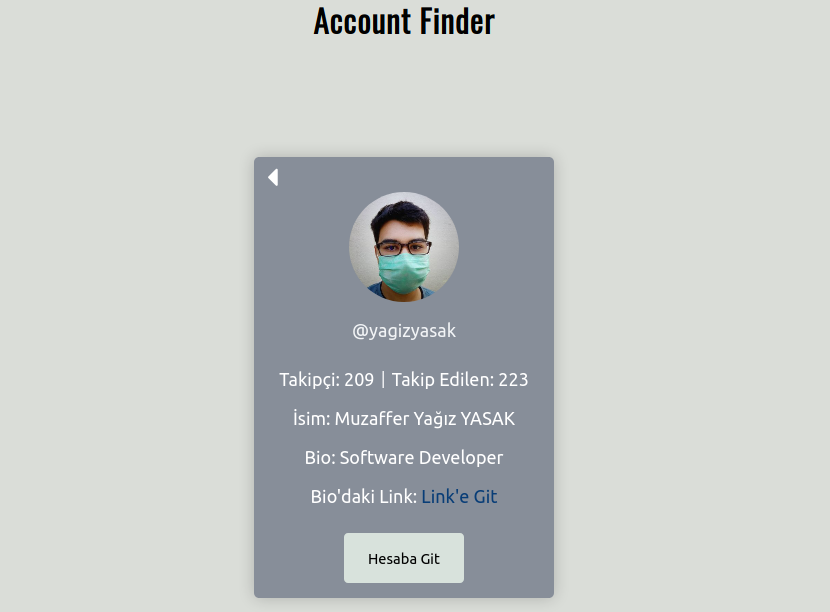 Account Finder
@yagizyasak
Takipçi: 209 | Takip Edilen: 223
İsim: Muzaffer Yağız YASAK
Bio: Software Developer
Bio'daki Link: Link'e Git
Hesaba Git